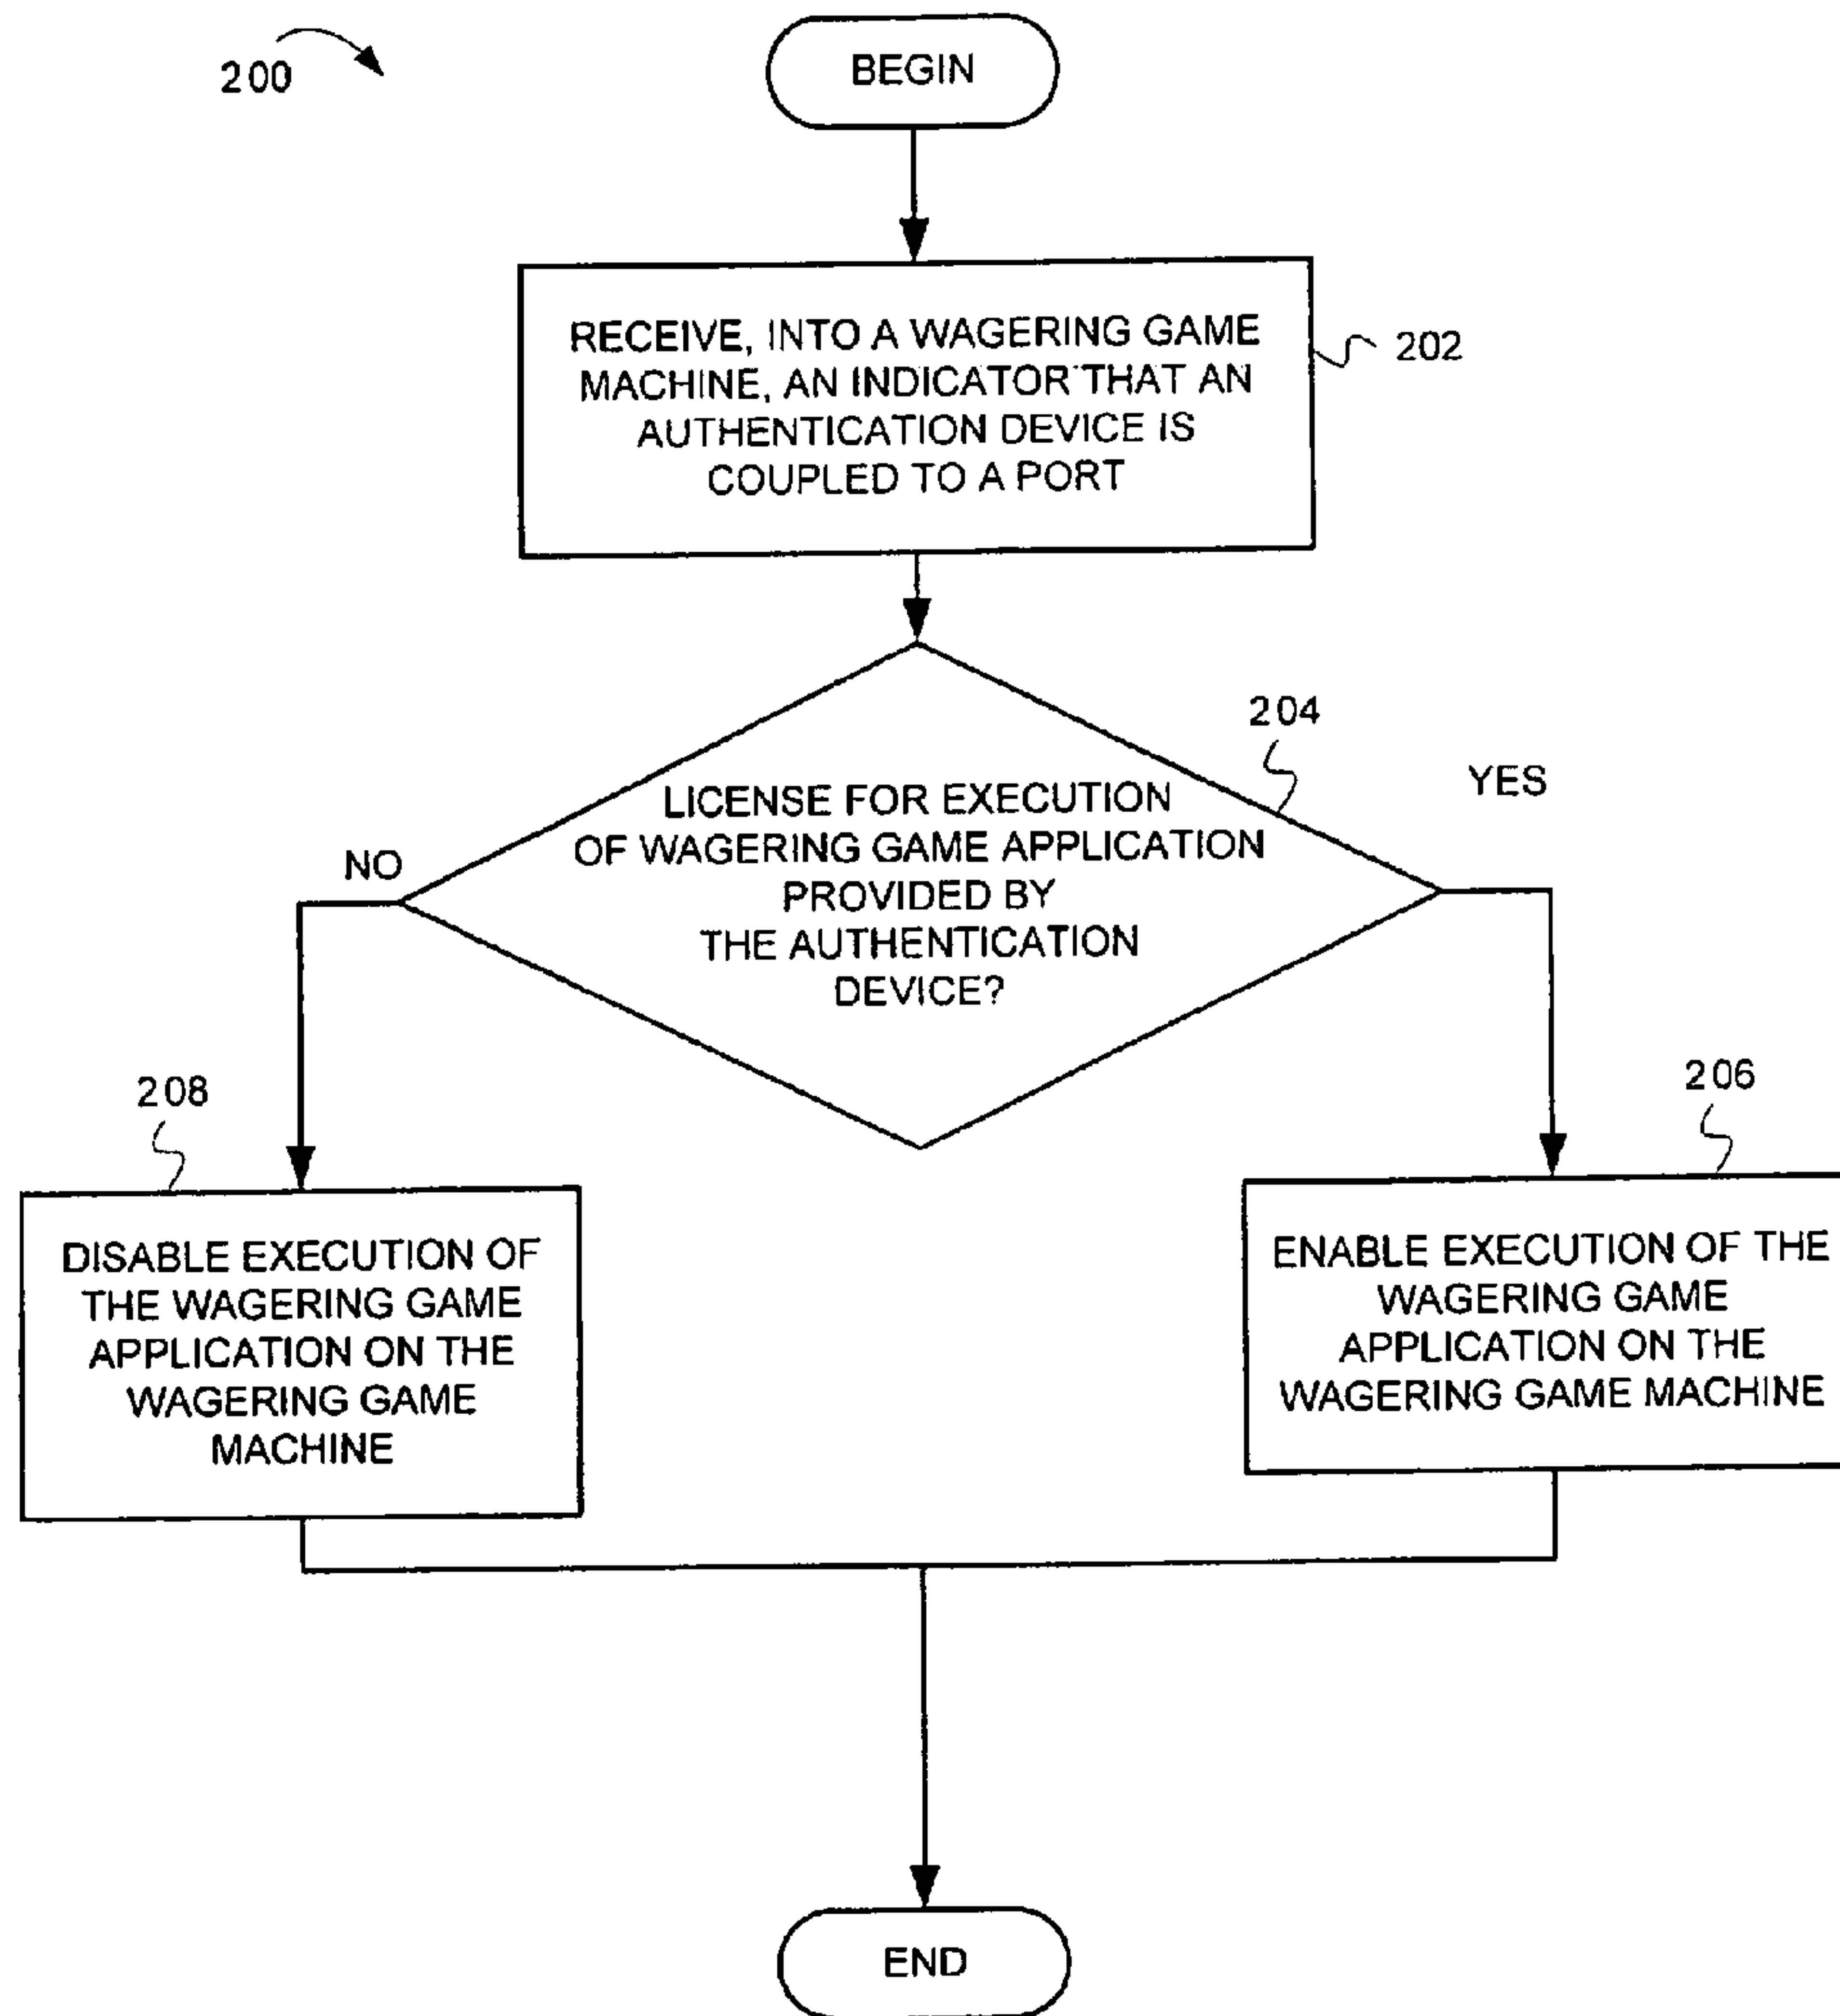 200
BEGIN
RECEIVE, INTO A WAGERING GAME
MACHINE, AN INDICATOR THAT AN
AUTHENTICATION DEVICE IS
COUPLED TO A PORT
202
204
YES
LICENSE FOR EXECUTION
OF WAGERING GAME APPLICATION
PROVIDED BY
THE AUTHENTICATION
DEVICE?
NO
208
DISABLE EXECUTION OF
THE WAGERING GAME
APPLICATION ON THE
WAGERING GAME
MACHINE
206
ENABLE EXECUTION OF THE
WAGERING GAME
APPLICATION ON THE
WAGERING GAME MACHINE
END